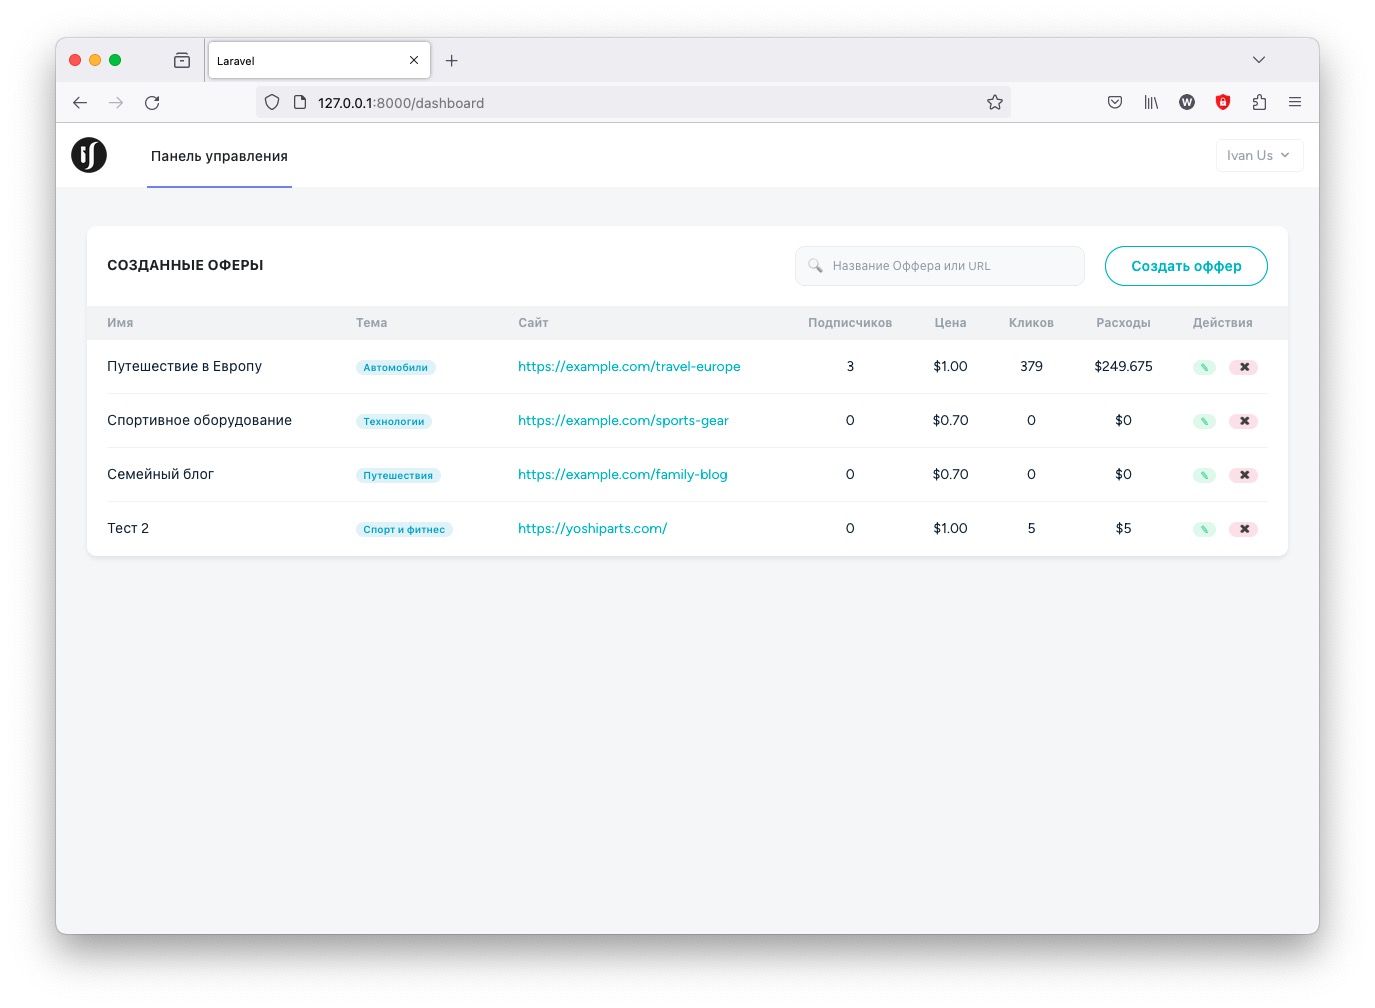 Laravel
127.0.0.1:8000/dashboard
Панель управления
Ivan Us
СОЗДАННЫЕ ОФЕРЫ
Название Оффера или URL
Создать оффер
Имя Тема Сайт Подписчиков Цена Кликов Расходы Действия
Путешествие в Европу Автомобили https://example.com/travel-europe 3 $1.00 379 $249.675
Спортивное оборудование Технологии https://example.com/sports-gear 0 $0.70 0 $0
Семейный блог Путешествия https://example.com/family-blog 0 $0.70 0 $0
Тест 2 Спорт и фитнес https://yoshiparts.com/ 0 $1.00 5 $5